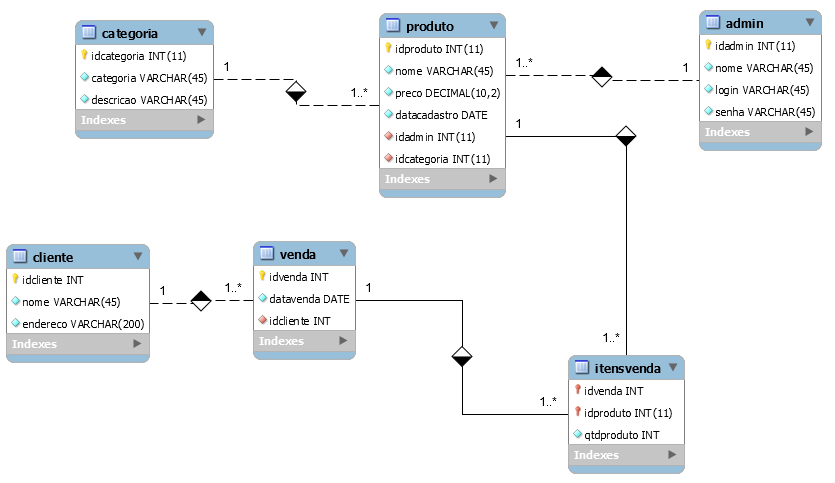 categoria
idcategoria INT(11)
categoria VARCHAR(45)
descricao VARCHAR(45)
Indexes
1
1..*
produto
idproduto INT(11)
nome VARCHAR(45)
preco DECIMAL(10,2)
datacadastro DATE
idadmin INT(11)
idcategoria INT(11)
Indexes
1..*
1
admin
idadmin INT(11)
nome VARCHAR(45)
login VARCHAR(45)
senha VARCHAR(45)
Indexes
1
1..*
cliente
idcliente INT
nome VARCHAR(45)
endereco VARCHAR(200)
Indexes
1
1..*
venda
idvenda INT
datavenda DATE
idcliente INT
Indexes
1
1..*
itensvenda
idvenda INT
idproduto INT(11)
qtdproduto INT
Indexes